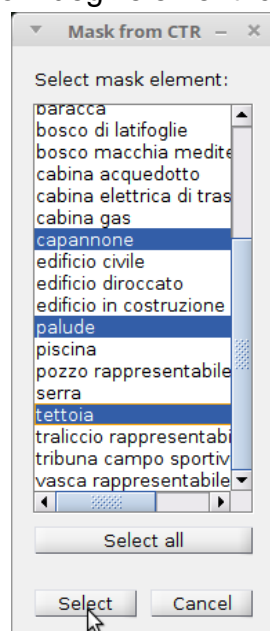 Mask from CTR
Select mask element:
baracca
bosco di latifoglie
bosco macchia medite
cabina acquedotto
cabina elettrica di tras
cabina gas
capannone
edificio civile
edificio diroccato
edificio in costruzione
palude
piscina
pozzo rappresentabile
serra
tettoia
traliccio rappresentabi
tribuna campo sportiv
vasca rappresentabile
Select all
Select
Cancel